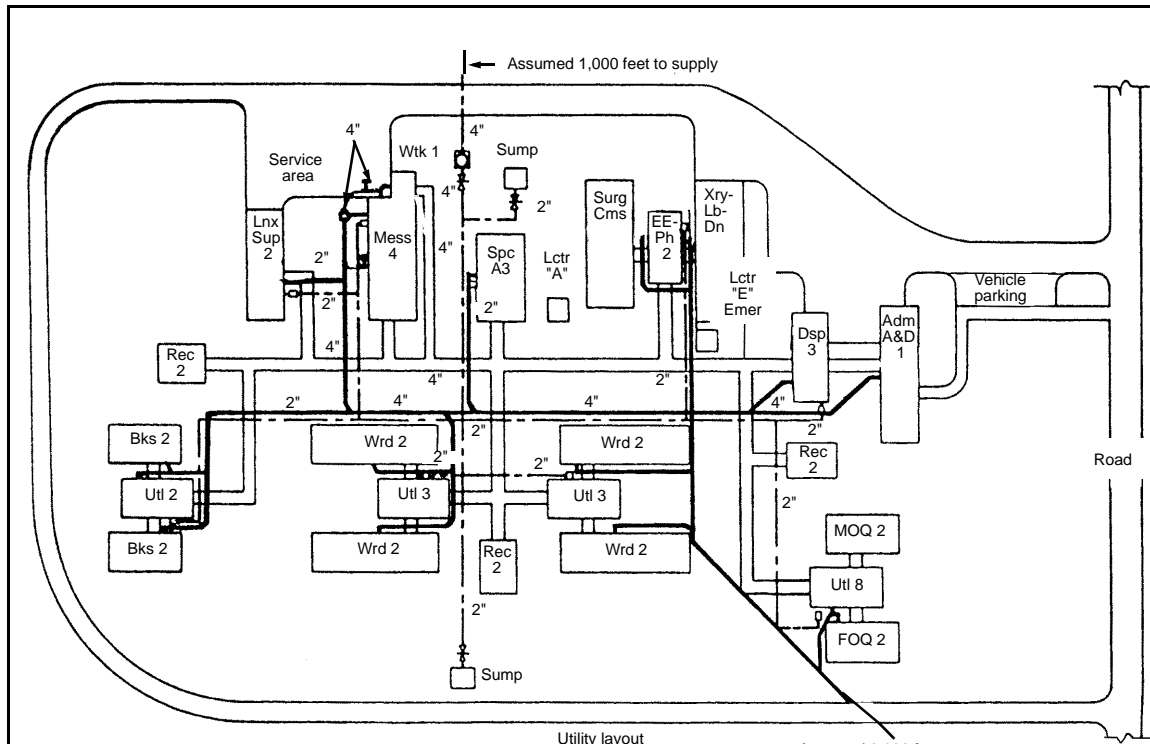 Assumed 1,000 feet to supply
4"
4"
Service
area
Wtk 1
4"
Sump
2"
Lnx
Sup
2
2"
Mess
4
4"
Spc
A3
2"
Lctr
"A"
Surg
Cms
EE-
Ph
2
Xry-
Lb-
Dn
Lctr
"E"
Emer
Vehicle
parking
Dsp
3
Adm
A&D
1
2"
4"
Rec
2
4"
2"
2"
4"
4"
4"
2"
2"
Bks 2
Wrd 2
Wrd 2
Rec
2
Road
2"
2"
Utl 2
Utl 3
Utl 3
2"
Bks 2
Wrd 2
Rec
2
Wrd 2
MOQ 2
Utl 8
FOQ 2
2"
Sump
Utility layout